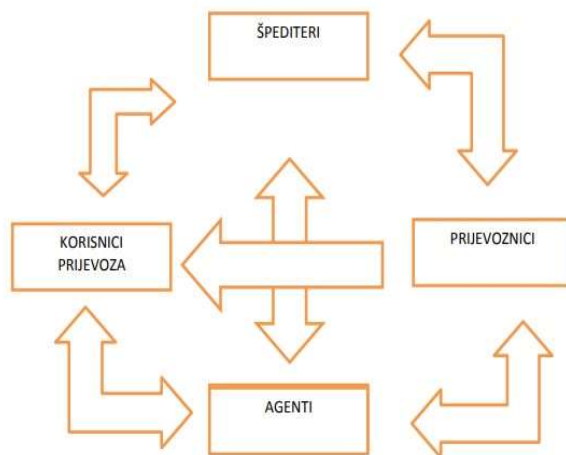 ŠPEDITERI
KORISNICI
PRIJEVOZA
PRIJEVOZNICI
AGENTI